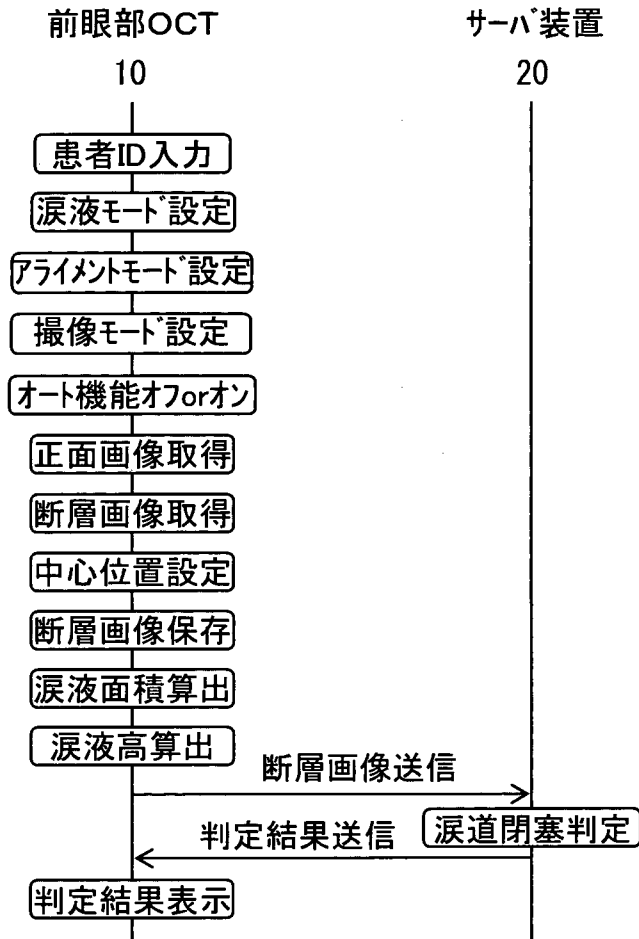 前眼部OCT サーバ装置
10 20
患者ID入力
涙液モード設定
アライメントモード設定
撮像モード設定
オート機能オフorオン
正面画像取得
断層画像取得
中心位置設定
断層画像保存
涙液面積算出
涙液高算出
断層画像送信
涙道閉塞判定
判定結果送信
判定結果表示